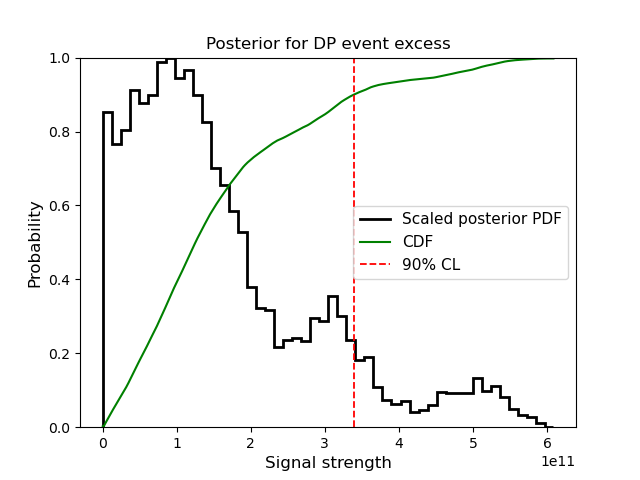 Posterior for DP event excess
Probability
1.0
0.8
0.6
0.4
0.2
0.0
Scaled posterior PDF
CDF
90% CL
0 1 2 3 4 5 6
1e11
Signal strength